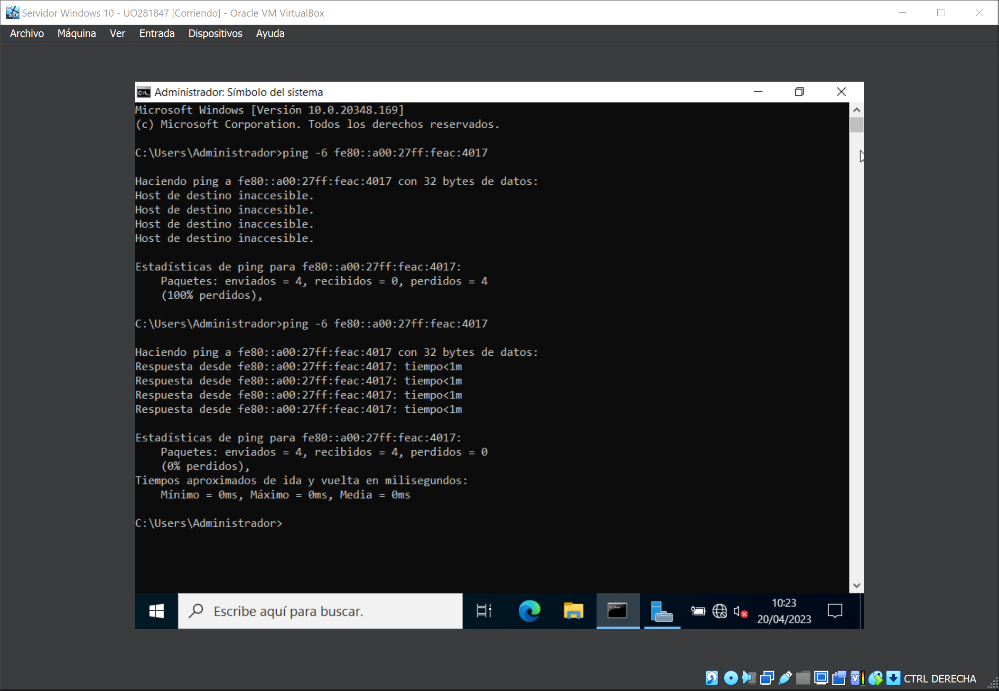 Servidor Windows 10 - UO281847 [Corriendo] - Oracle VM VirtualBox
Archivo Máquina Ver Entrada Dispositivos Ayuda
Administrador: Símbolo del sistema
Microsoft Windows [Versión 10.0.20348.169]
(c) Microsoft Corporation. Todos los derechos reservados.
C:\Users\Administrador>ping -6 fe80::a00:27ff:feac:4017
Haciendo ping a fe80::a00:27ff:feac:4017 con 32 bytes de datos:
Host de destino inaccesible.
Host de destino inaccesible.
Host de destino inaccesible.
Host de destino inaccesible.
Estadísticas de ping para fe80::a00:27ff:feac:4017:
Paquetes: enviados = 4, recibidos = 0, perdidos = 4
(100% perdidos),
C:\Users\Administrador>ping -6 fe80::a00:27ff:feac:4017
Haciendo ping a fe80::a00:27ff:feac:4017 con 32 bytes de datos:
Respuesta desde fe80::a00:27ff:feac:4017: tiempo<1m
Respuesta desde fe80::a00:27ff:feac:4017: tiempo<1m
Respuesta desde fe80::a00:27ff:feac:4017: tiempo<1m
Respuesta desde fe80::a00:27ff:feac:4017: tiempo<1m
Estadísticas de ping para fe80::a00:27ff:feac:4017:
Paquetes: enviados = 4, recibidos = 4, perdidos = 0
(0% perdidos),
Tiempos aproximados de ida y vuelta en milisegundos:
Mínimo = 0ms, Máximo = 0ms, Media = 0ms
C:\Users\Administrador>
Escribe aquí para buscar.
10:23
20/04/2023
CTRL DERECHA